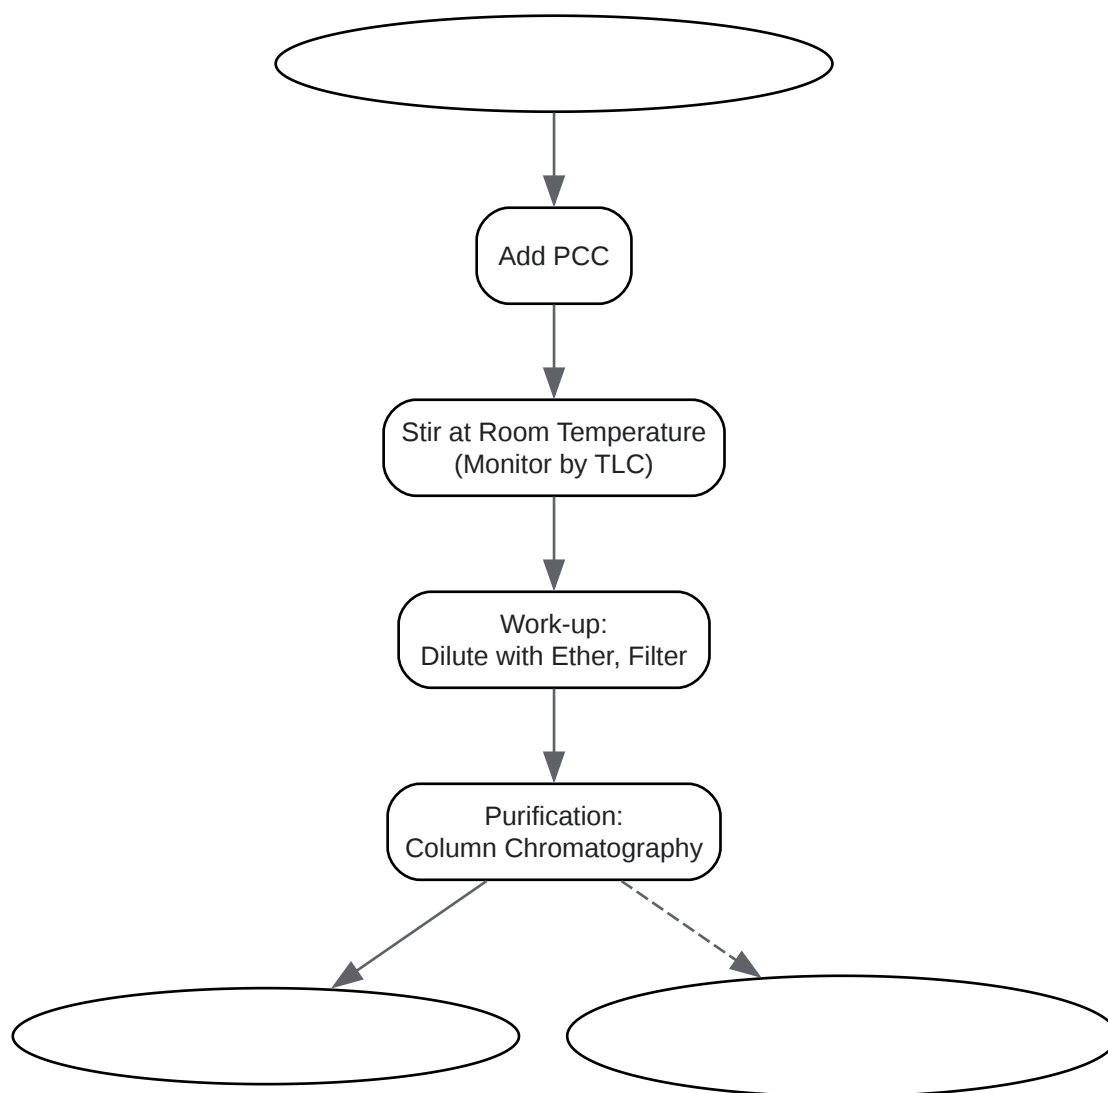 Add PCC
Stir at Room Temperature
(Monitor by TLC)
Work-up:
Dilute with Ether, Filter
Purification:
Column Chromatography